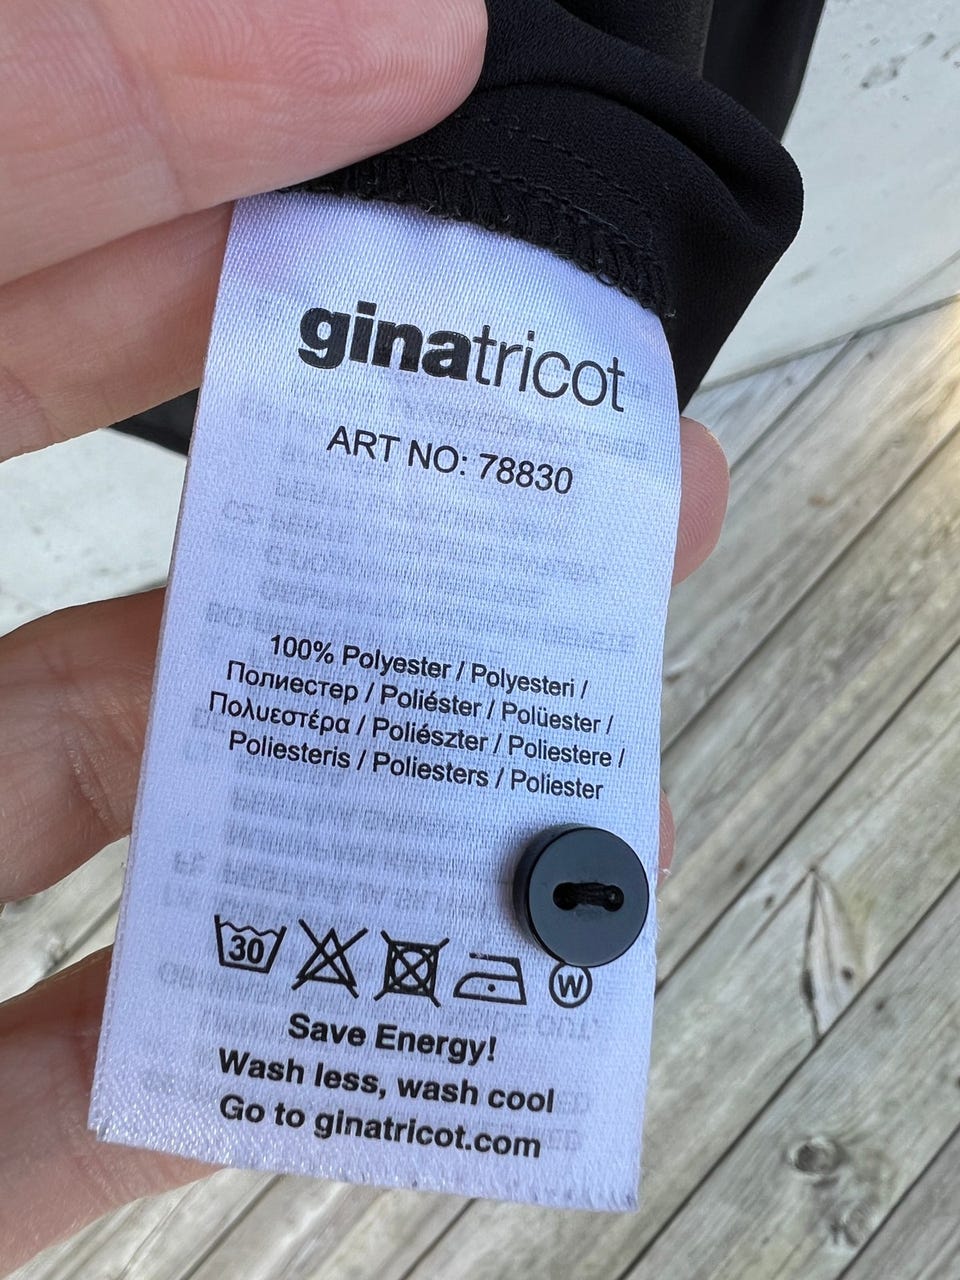 ginatricot
ART NO: 78830
100% Polyester / Polyesteri /
Полиестер / Poliéster / Polüester /
Πολυεστέρα / Poliészter / Poliestere /
Poliesteris / Poliesters / Poliester
30
W
Save Energy!
Wash less, wash cool
Go to ginatricot.com